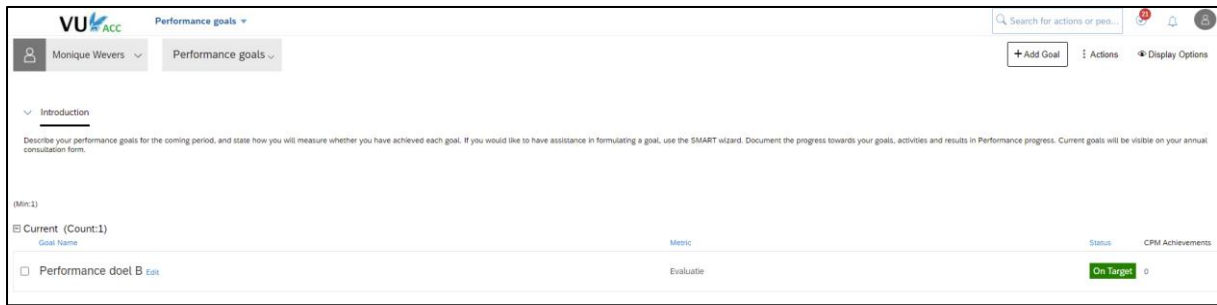 VU ACC Performance goals Search for actions or peo... 21
Monique Wevers Performance goals + Add Goal Actions Display Options
Introduction
Describe your performance goals for the coming period, and state how you will measure whether you have achieved each goal. If you would like to have assistance in formulating a goal, use the SMART wizard. Document the progress towards your goals, activities and results in Performance progress. Current goals will be visible on your annual
consultation form.
(Min:1)
Current (Count:1)
Goal Name Metric Status CPM Achievements
Performance doel B Edit Evaluatie On Target 0